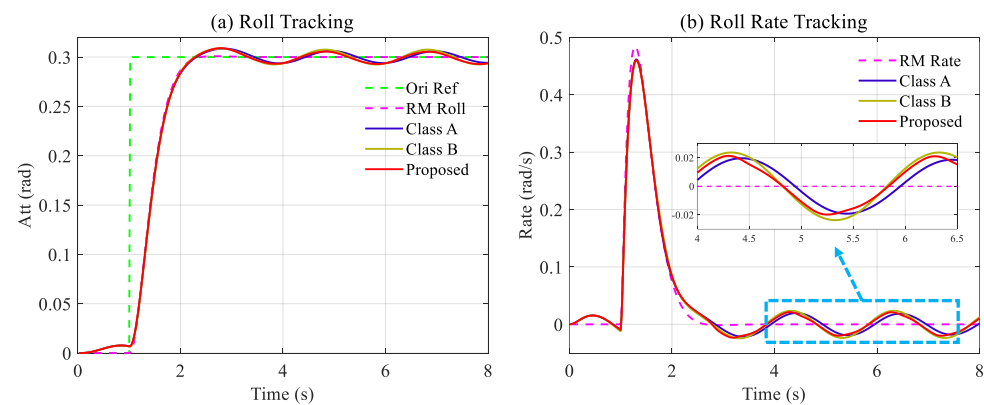 (a) Roll Tracking
0.3
0.25
0.2
0.15
0.1
0.05
0
Att (rad)
Ori Ref
RM Roll
Class A
Class B
Proposed
0 2 4 6 8
Time (s)
(b) Roll Rate Tracking
0.5
0.4
0.3
0.2
0.1
0
Rate (rad/s)
RM Rate
Class A
Class B
Proposed
0.02
0
-0.02
4 4.5 5 5.5 6 6.5
0 2 4 6 8
Time (s)